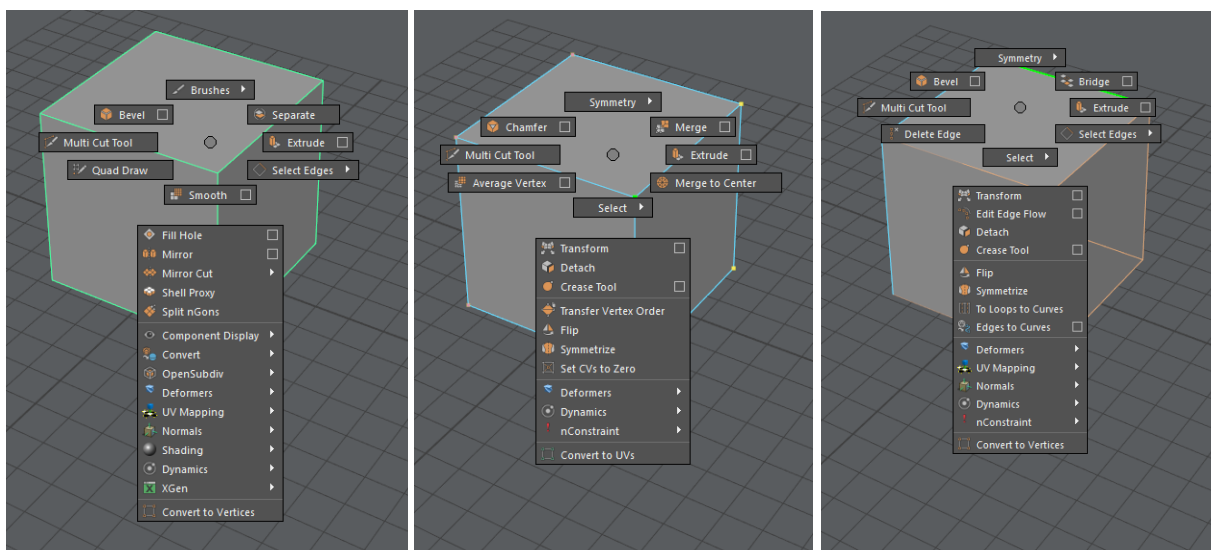 Brushes
Bevel
Separate
Multi Cut Tool
Extrude
Quad Draw
Select Edges
Smooth
Fill Hole
Mirror
Mirror Cut
Shell Proxy
Split nGons
Component Display
Convert
OpenSubdiv
Deformers
UV Mapping
Normals
Shading
Dynamics
XGen
Convert to Vertices
Symmetry
Chamfer
Merge
Multi Cut Tool
Extrude
Average Vertex
Merge to Center
Select
Transform
Detach
Crease Tool
Transfer Vertex Order
Flip
Symmetrize
Set CVs to Zero
Deformers
Dynamics
nConstraint
Convert to UVs
Symmetry
Bevel
Bridge
Multi Cut Tool
Extrude
Delete Edge
Select Edges
Select
Transform
Edit Edge Flow
Detach
Crease Tool
Flip
Symmetrize
To Loops to Curves
Edges to Curves
Deformers
UV Mapping
Normals
Dynamics
nConstraint
Convert to Vertices